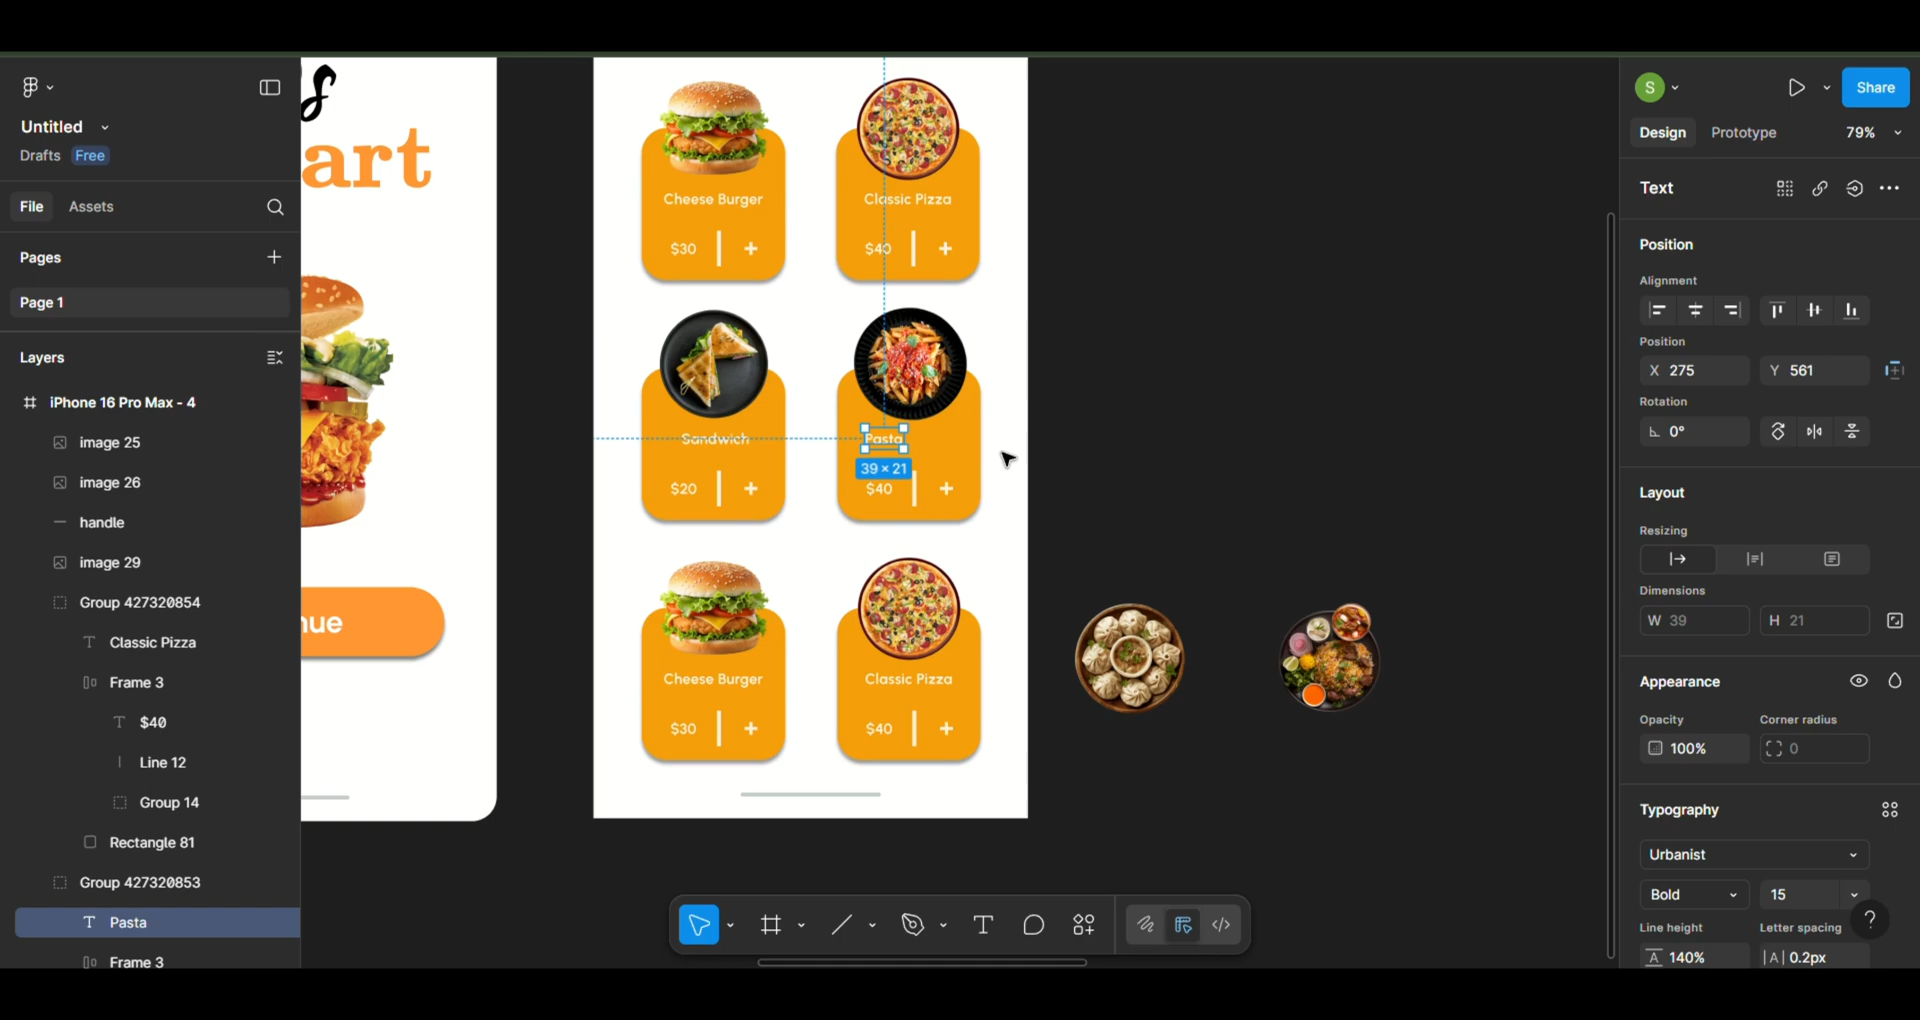 Untitled
Drafts Free
File Assets
Pages
Page 1
Layers
iPhone 16 Pro Max - 4
image 25
image 26
handle
image 29
Group 427320854
Classic Pizza
Frame 3
$40
Line 12
Group 14
Rectangle 81
Group 427320853
Pasta
Frame 3
art
nue
Cheese Burger
$30 +
Classic Pizza
$40 +
Sandwich
$20 +
Pasta
39 × 21
$40 +
Cheese Burger
$30 +
Classic Pizza
$40 +
S
Share
Design Prototype 79%
Text
Position
Alignment
Position
X 275 Y 561
Rotation
0°
Layout
Resizing
Dimensions
W 39 H 21
Appearance
Opacity Corner radius
100% 0
Typography
Urbanist
Bold 15
Line height Letter spacing
140% |A| 0.2px
?